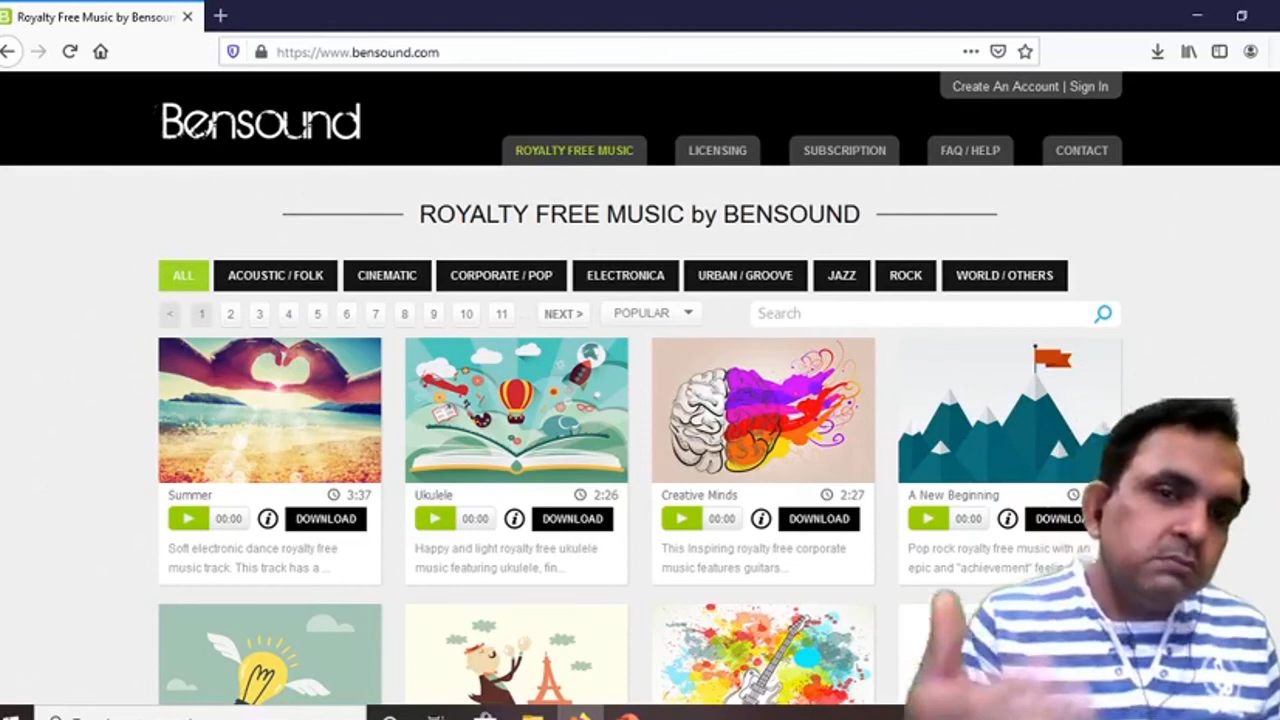 Royalty Free Music by Bensoun
https://www.bensound.com
Create An Account | Sign In
Bensound
ROYALTY FREE MUSIC
LICENSING
SUBSCRIPTION
FAQ / HELP
CONTACT
ROYALTY FREE MUSIC by BENSOUND
ALL
ACOUSTIC / FOLK
CINEMATIC
CORPORATE / POP
ELECTRONICA
URBAN / GROOVE
JAZZ
ROCK
WORLD / OTHERS
< 1 2 3 4 5 6 7 8 9 10 11 ... NEXT >
POPULAR
Search
Summer 3:37
00:00 DOWNLOAD
Soft electronic dance royalty free
music track. This track has a ...
Ukulele 2:26
00:00 DOWNLOAD
Happy and light royalty free ukulele
music featuring ukulele, fin...
Creative Minds 2:27
00:00 DOWNLOAD
This Inspiring royalty free corporate
music features guitars...
A New Beginning
00:00 DOWNLO
Pop rock royalty free music with an
epic and "achievement" feelin